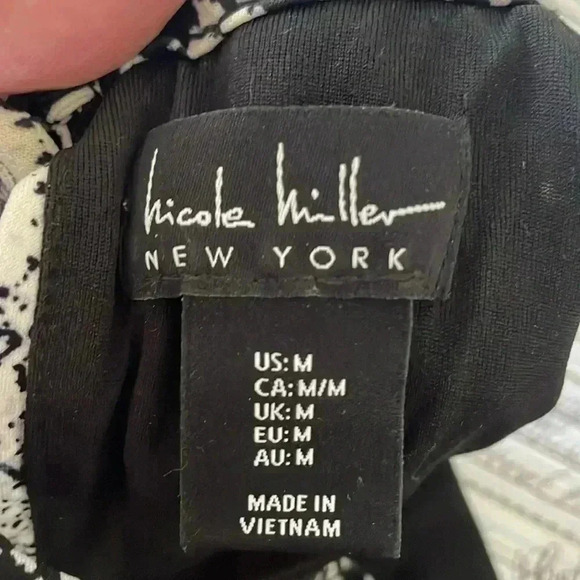 Nicole Miller
NEW YORK
US: M
CA: M/M
UK: M
EU: M
AU: M
MADE IN
VIETNAM